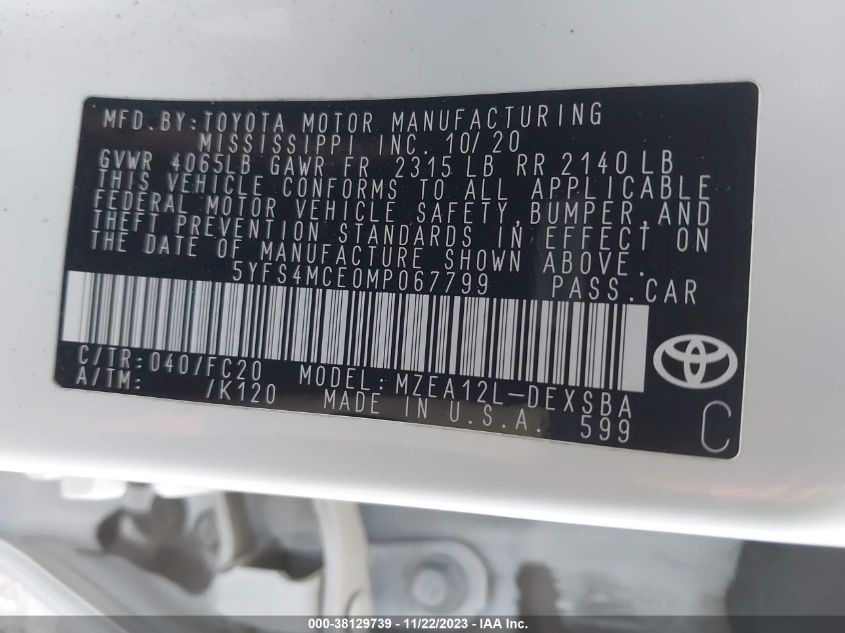 MFD.BY:TOYOTA MOTOR MANUFACTURING
MISSISSIPPI INC. 10/20
GVWR 4065LB GAWR FR 2315 LB RR 2140 LB
THIS VEHICLE CONFORMS TO ALL APPLICABLE
FEDERAL MOTOR VEHICLE SAFETY,BUMPER,AND
THEFT PREVENTION STANDARDS IN EFFECT ON
THE DATE OF MANUFACTURE SHOWN ABOVE.
5YFS4MCE0MP067799 PASS.CAR
C/TR:040/FC20 MODEL:MZEA12L-DEXSBA
A/TM: /K120 MADE IN U.S.A. 599
C
000-38129739 - 11/22/2023 - IAA Inc.